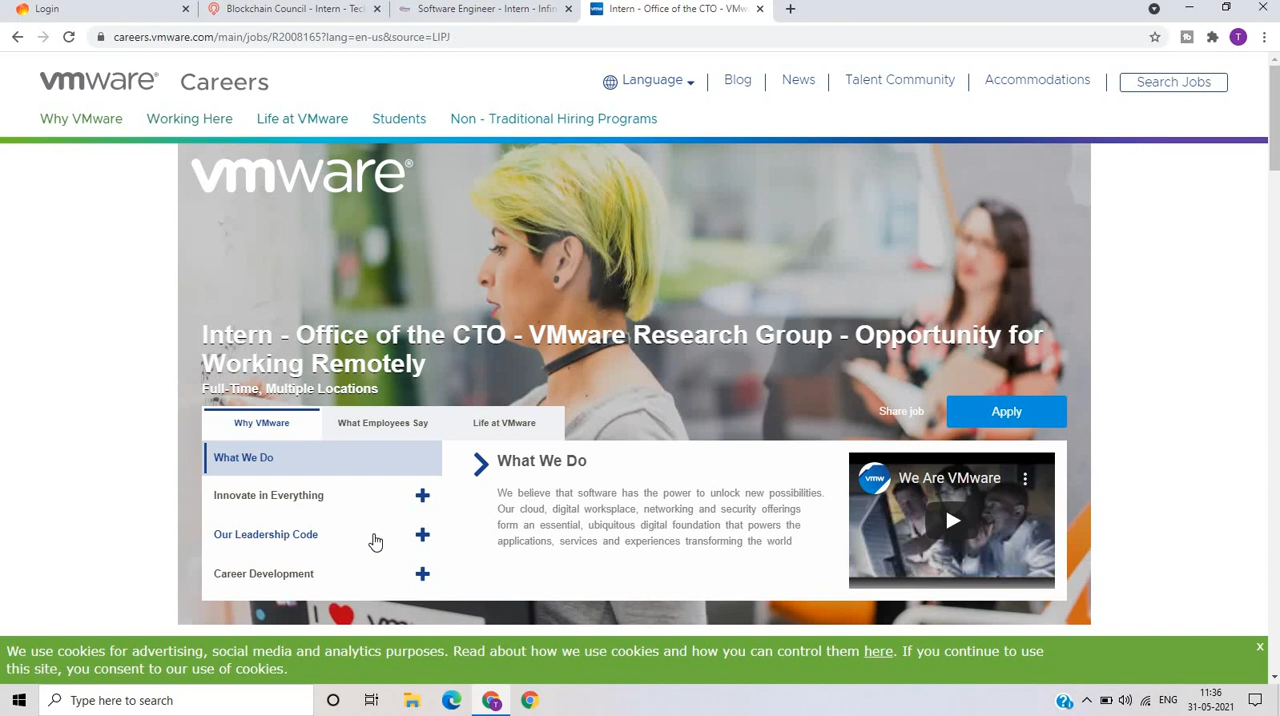 Login
Blockchain Council - Intern - Tech
Software Engineer - Intern - Infin
Intern - Office of the CTO - VMw
careers.vmware.com/main/jobs/R2008165?lang=en-us&source=LIPJ
T
vmware® Careers
Language
Blog
News
Talent Community
Accommodations
Search Jobs
Why VMware
Working Here
Life at VMware
Students
Non - Traditional Hiring Programs
vmware®
Intern - Office of the CTO - VMware Research Group - Opportunity for
Working Remotely
Full-Time, Multiple Locations
Share job
Apply
Why VMware
What Employees Say
Life at VMware
What We Do
Innovate in Everything
Our Leadership Code
Career Development
What We Do
We believe that software has the power to unlock new possibilities.
Our cloud, digital workplace, networking and security offerings
form an essential, ubiquitous digital foundation that powers the
applications, services and experiences transforming the world
vmw
We Are VMware
We use cookies for advertising, social media and analytics purposes. Read about how we use cookies and how you can control them here. If you continue to use
this site, you consent to our use of cookies.
x
Type here to search
ENG
11:36
31-05-2021